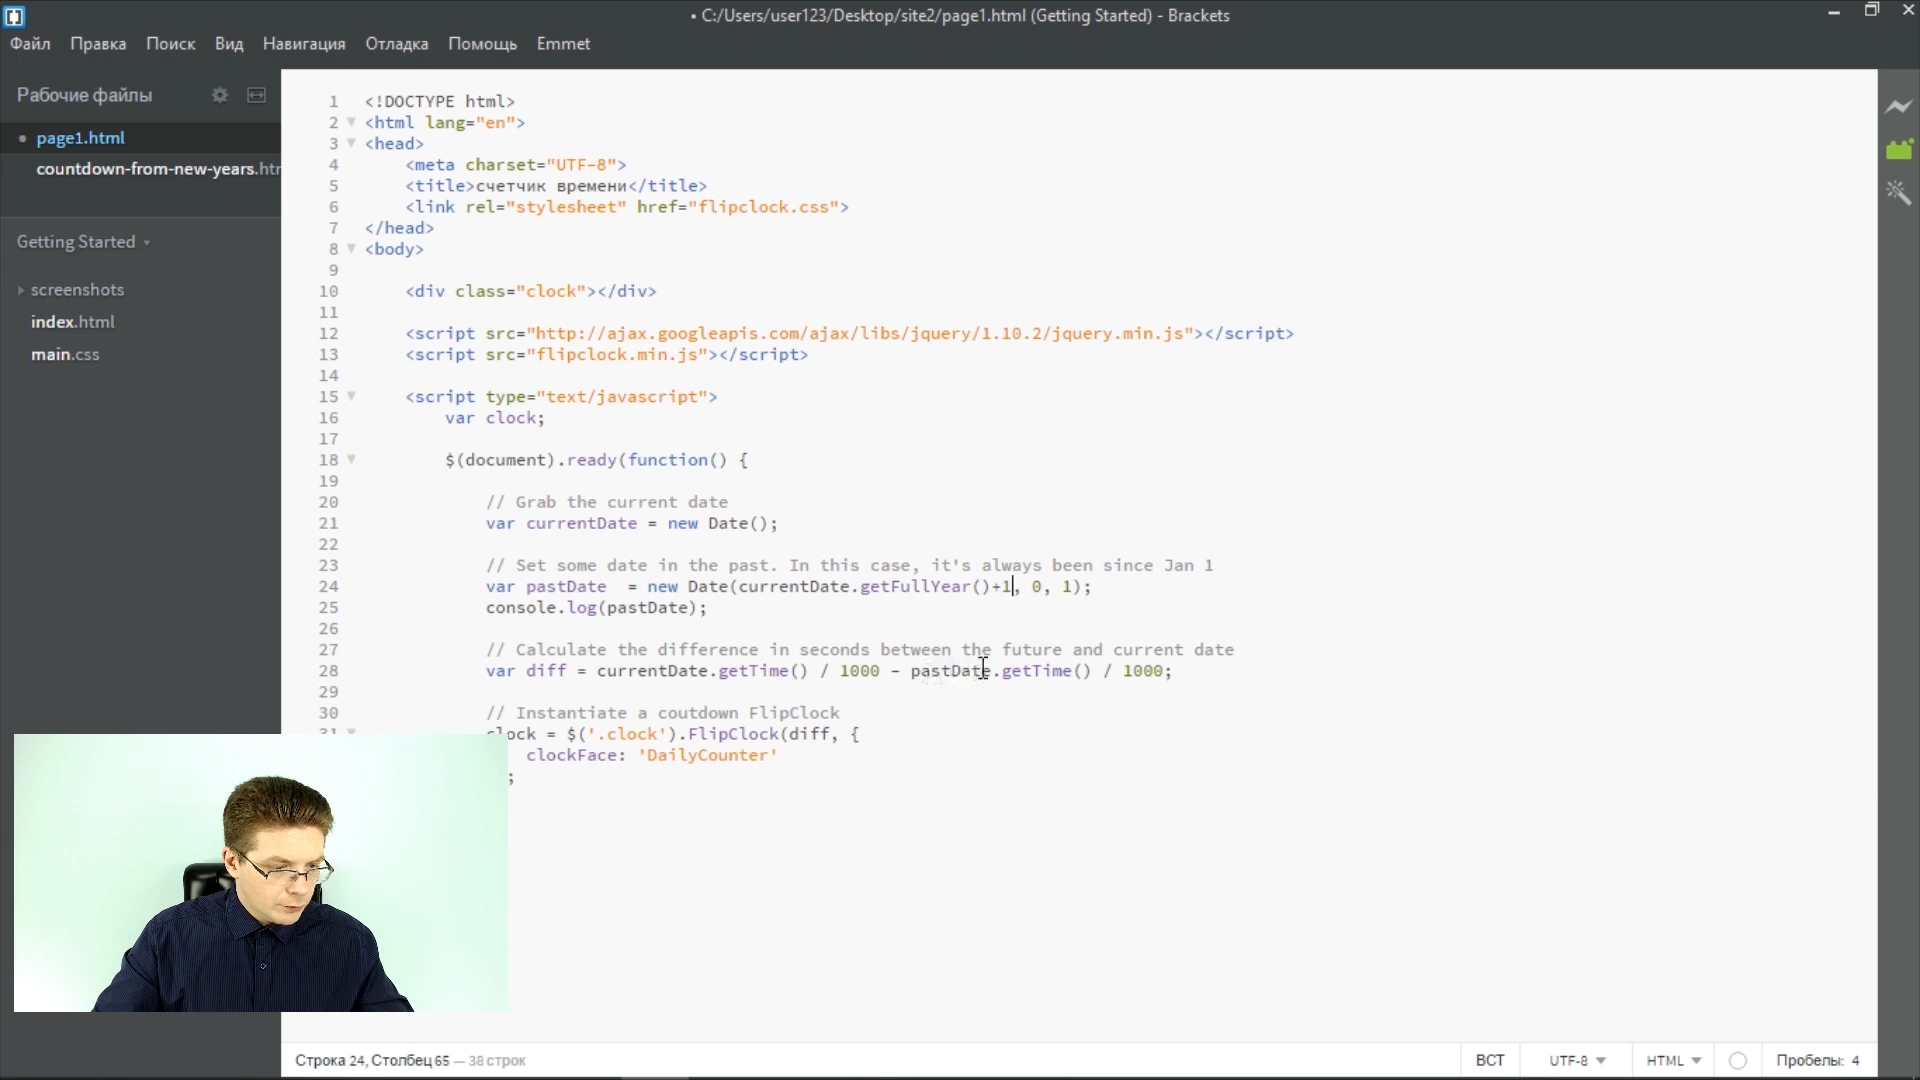 • C:/Users/user123/Desktop/site2/page1.html (Getting Started) - Brackets
Файл Правка Поиск Вид Навигация Отладка Помощь Emmet
Рабочие файлы
• page1.html
countdown-from-new-years.htr
Getting Started
screenshots
index.html
main.css
1 <!DOCTYPE html>
2 <html lang="en">
3 <head>
4 <meta charset="UTF-8">
5 <title>счетчик времени</title>
6 <link rel="stylesheet" href="flipclock.css">
7 </head>
8 <body>
9
10 <div class="clock"></div>
11
12 <script src="http://ajax.googleapis.com/ajax/libs/jquery/1.10.2/jquery.min.js"></script>
13 <script src="flipclock.min.js"></script>
14
15 <script type="text/javascript">
16 var clock;
17
18 $(document).ready(function() {
19
20 // Grab the current date
21 var currentDate = new Date();
22
23 // Set some date in the past. In this case, it's always been since Jan 1
24 var pastDate  = new Date(currentDate.getFullYear()+1, 0, 1);
25 console.log(pastDate);
26
27 // Calculate the difference in seconds between the future and current date
28 var diff = currentDate.getTime() / 1000 - pastDate.getTime() / 1000;
29
30 // Instantiate a coutdown FlipClock
31 clock = $('.clock').FlipClock(diff, {
clockFace: 'DailyCounter'
;
Строка 24, Столбец 65 — 38 строк
ВСТ UTF-8 HTML Пробелы: 4